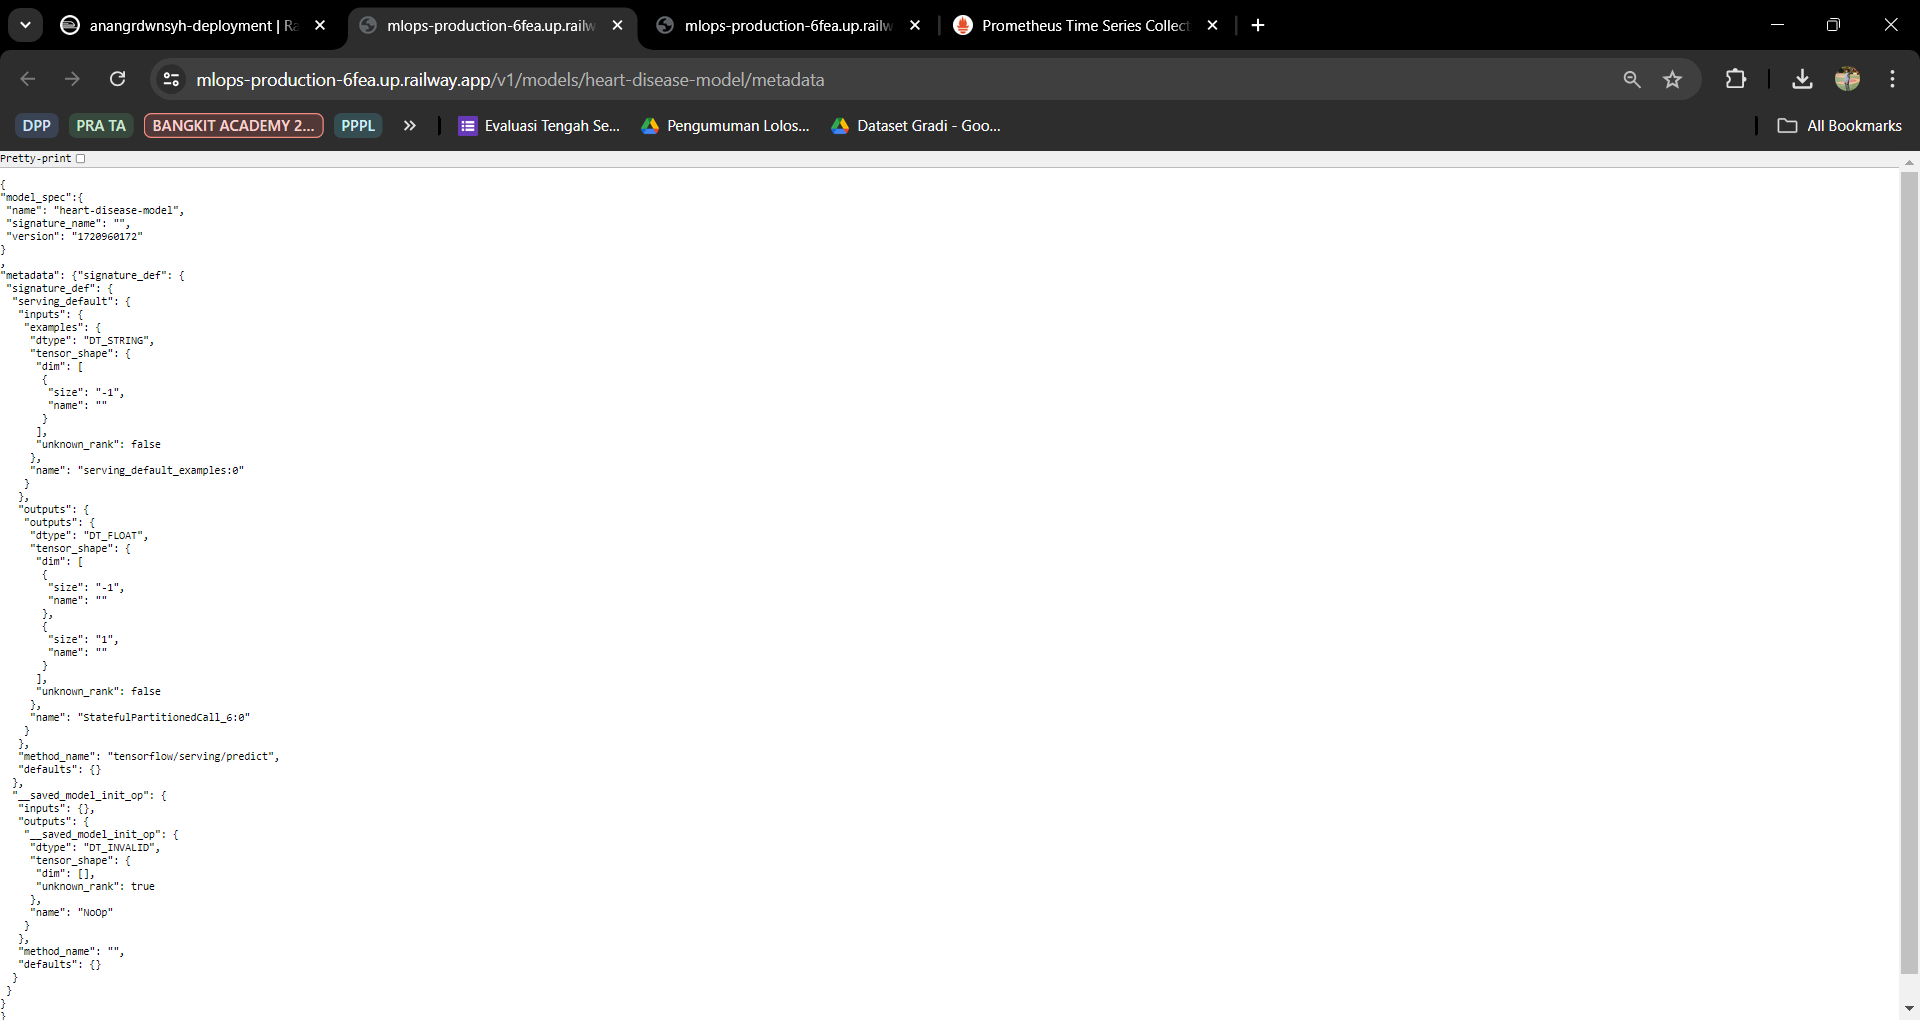 anangrdwnsyh-deployment | Ra
mlops-production-6fea.up.railw
mlops-production-6fea.up.railw
Prometheus Time Series Collect
mlops-production-6fea.up.railway.app/v1/models/heart-disease-model/metadata
DPP
PRA TA
BANGKIT ACADEMY 2...
PPPL
Evaluasi Tengah Se...
Pengumuman Lolos...
Dataset Gradi - Goo...
All Bookmarks
Pretty-print
{
"model_spec":{
 "name": "heart-disease-model",
 "signature_name": "",
 "version": "1720960172"
}
,
"metadata": {"signature_def": {
 "signature_def": {
  "serving_default": {
   "inputs": {
    "examples": {
     "dtype": "DT_STRING",
     "tensor_shape": {
      "dim": [
       {
        "size": "-1",
        "name": ""
       }
      ],
      "unknown_rank": false
     },
     "name": "serving_default_examples:0"
    }
   },
   "outputs": {
    "outputs": {
     "dtype": "DT_FLOAT",
     "tensor_shape": {
      "dim": [
       {
        "size": "-1",
        "name": ""
       },
       {
        "size": "1",
        "name": ""
       }
      ],
      "unknown_rank": false
     },
     "name": "StatefulPartitionedCall_6:0"
    }
   },
   "method_name": "tensorflow/serving/predict",
   "defaults": {}
  },
  "__saved_model_init_op": {
   "inputs": {},
   "outputs": {
    "__saved_model_init_op": {
     "dtype": "DT_INVALID",
     "tensor_shape": {
      "dim": [],
      "unknown_rank": true
     },
     "name": "NoOp"
    }
   },
   "method_name": "",
   "defaults": {}
  }
 }
}
}